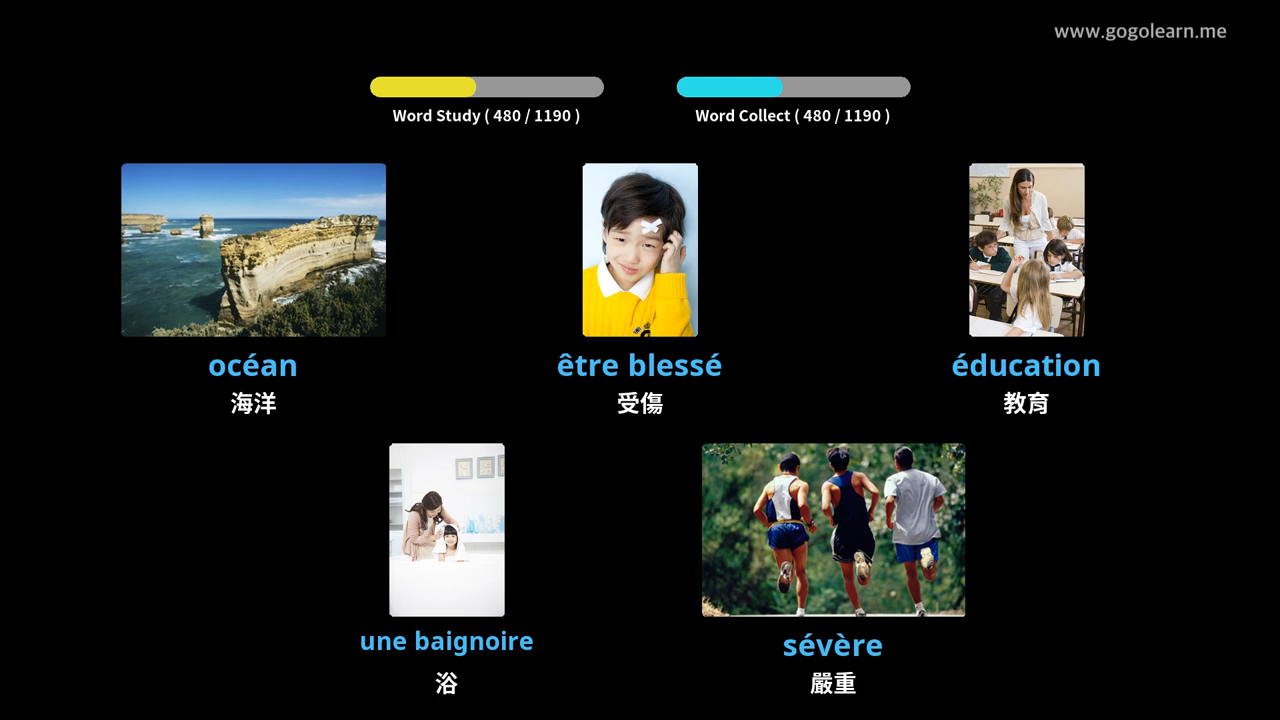 www.gogolearn.me
Word Study ( 480 / 1190 )
Word Collect ( 480 / 1190 )
océan
海洋
être blessé
受傷
éducation
教育
une baignoire
浴
sévère
嚴重